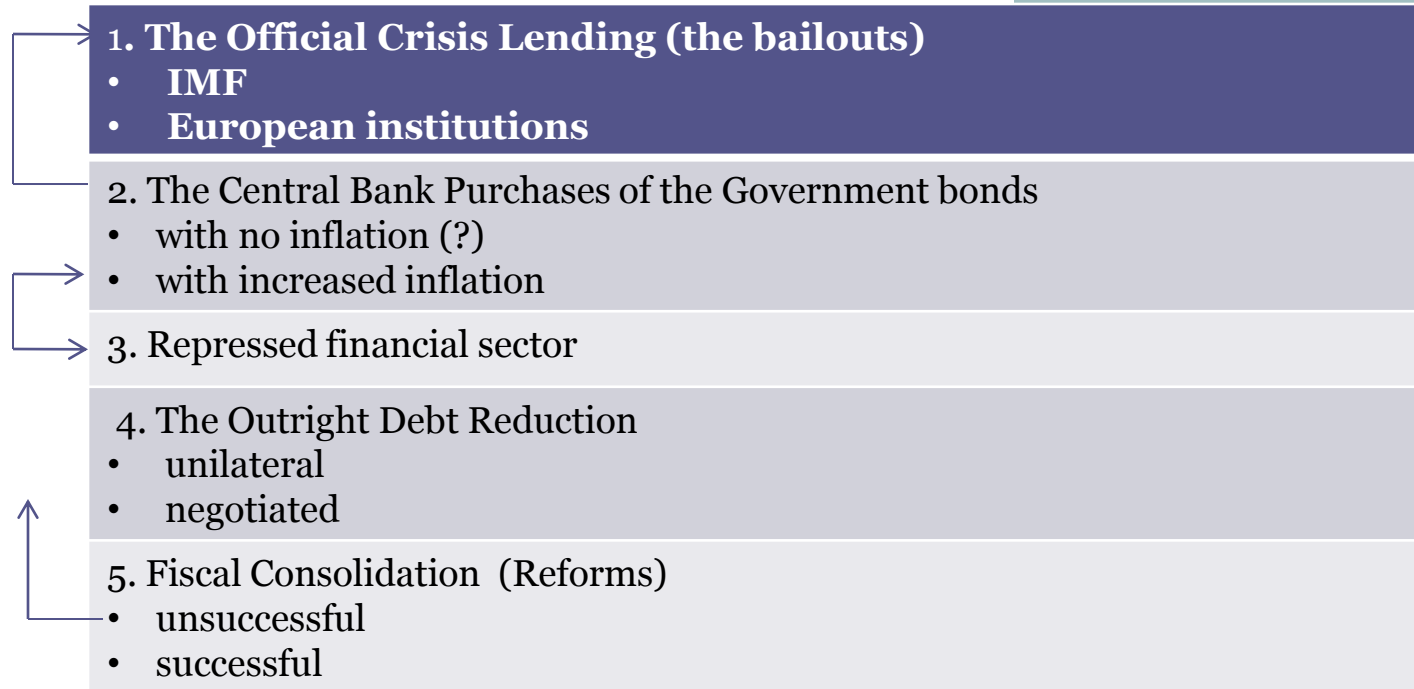 1. The Official Crisis Lending (the bailouts)
• IMF
• European institutions
2. The Central Bank Purchases of the Government bonds
• with no inflation (?)
• with increased inflation
3. Repressed financial sector
4. The Outright Debt Reduction
• unilateral
• negotiated
5. Fiscal Consolidation (Reforms)
• unsuccessful
• successful